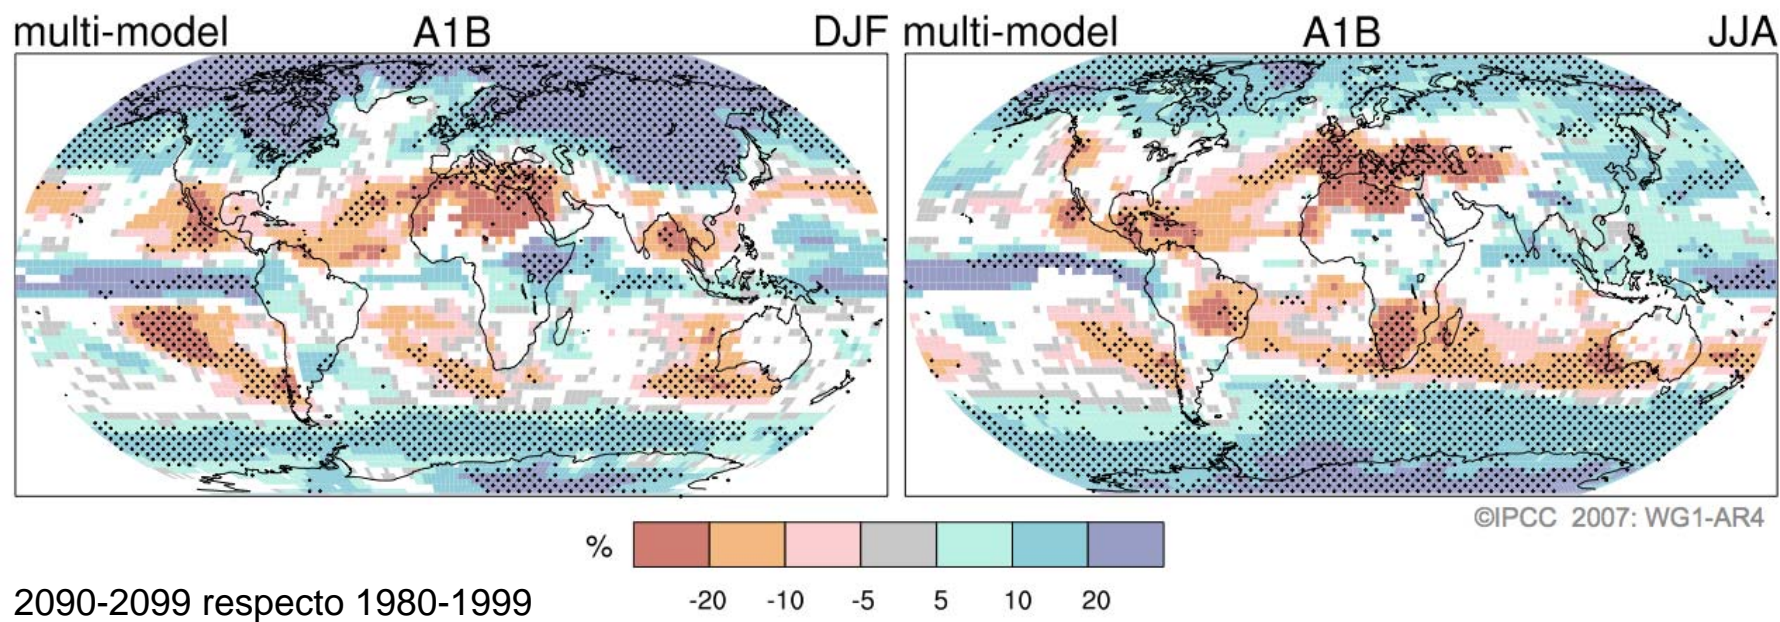 multi-model A1B DJF
multi-model A1B JJA
©IPCC 2007: WG1-AR4
%
-20 -10 -5 5 10 20
2090-2099 respecto 1980-1999